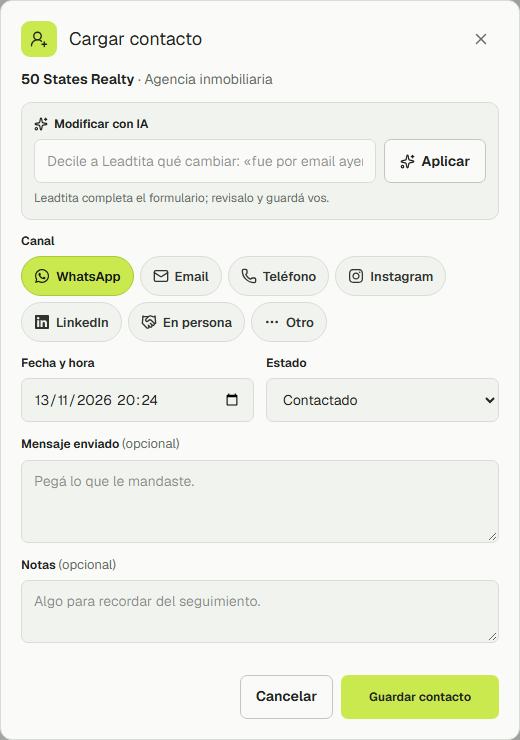 Cargar contacto
50 States Realty · Agencia inmobiliaria
Modificar con IA
Decile a Leadtita qué cambiar: «fue por email ayer
Aplicar
Leadtita completa el formulario; revisalo y guardá vos.
Canal
WhatsApp
Email
Teléfono
Instagram
LinkedIn
En persona
Otro
Fecha y hora
Estado
13/11/2026 20:24
Contactado
Mensaje enviado (opcional)
Pegá lo que le mandaste.
Notas (opcional)
Algo para recordar del seguimiento.
Cancelar
Guardar contacto